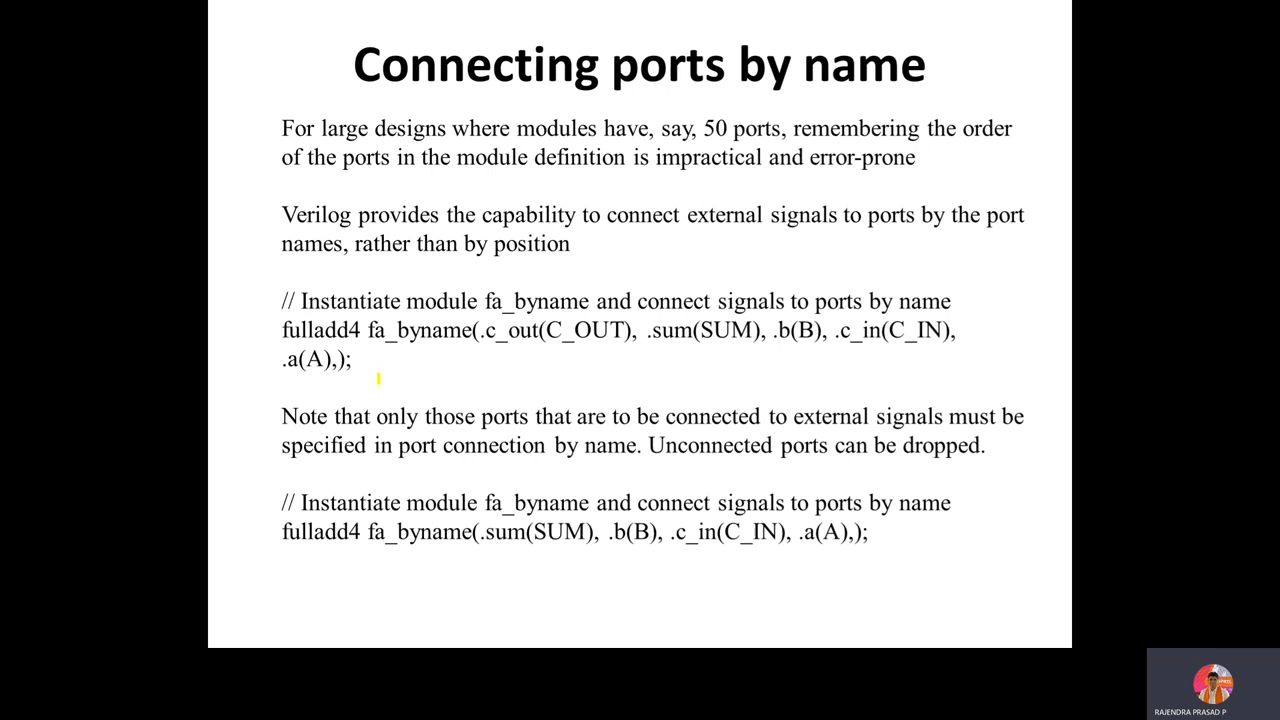 Connecting ports by name
For large designs where modules have, say, 50 ports, remembering the order
of the ports in the module definition is impractical and error-prone
Verilog provides the capability to connect external signals to ports by the port
names, rather than by position
// Instantiate module fa_byname and connect signals to ports by name
fulladd4 fa_byname(.c_out(C_OUT), .sum(SUM), .b(B), .c_in(C_IN),
.a(A),);
Note that only those ports that are to be connected to external signals must be
specified in port connection by name. Unconnected ports can be dropped.
// Instantiate module fa_byname and connect signals to ports by name
fulladd4 fa_byname(.sum(SUM), .b(B), .c_in(C_IN), .a(A),);
RAJENDRA PRASAD P